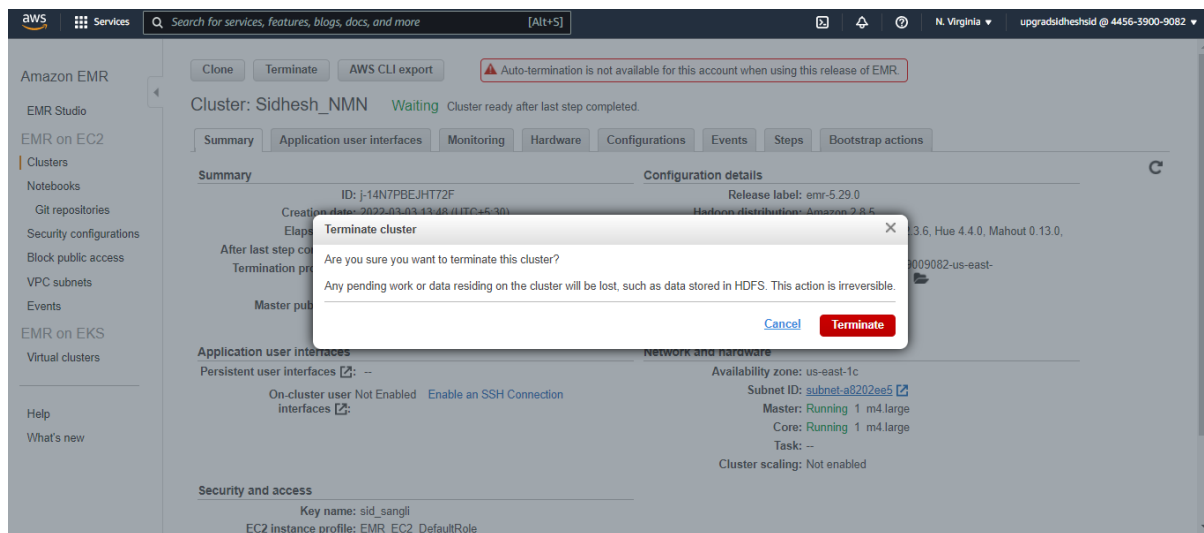 aws Services Search for services, features, blogs, docs, and more [Alt+S] N. Virginia ▼ upgradsidheshsid @ 4456-3900-9082 ▼
Amazon EMR
EMR Studio
EMR on EC2
Clusters
Notebooks
Git repositories
Security configurations
Block public access
VPC subnets
Events
EMR on EKS
Virtual clusters
Help
What's new
Clone Terminate AWS CLI export Auto-termination is not available for this account when using this release of EMR.
Cluster: Sidhesh_NMN Waiting Cluster ready after last step completed.
Summary Application user interfaces Monitoring Hardware Configurations Events Steps Bootstrap actions
Summary
ID: j-14N7PBEJHT72F
Creation date: 2022-03-03 13:48 (UTC+5:30)
Elaps
After last step co
Termination pr
Master pub
Configuration details
Release label: emr-5.29.0
Hadoop distribution: Amazon 2.8.5
.3.6, Hue 4.4.0, Mahout 0.13.0,
9009082-us-east-
Terminate cluster
Are you sure you want to terminate this cluster?
Any pending work or data residing on the cluster will be lost, such as data stored in HDFS. This action is irreversible.
Cancel Terminate
Application user interfaces
Persistent user interfaces : --
On-cluster user Not Enabled Enable an SSH Connection
interfaces :
Network and hardware
Availability zone: us-east-1c
Subnet ID: subnet-a8202ee5
Master: Running 1 m4.large
Core: Running 1 m4.large
Task: --
Cluster scaling: Not enabled
Security and access
Key name: sid_sangli
EC2 instance profile: EMR_EC2_DefaultRole